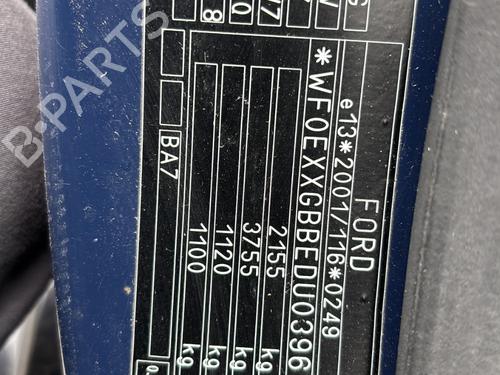 FORD
e13*2001/116*0249
*WF0EXXGBBEDU0396
2155 kg
3755 kg
1120 kg
1100 kg
BA7
B-PARTS